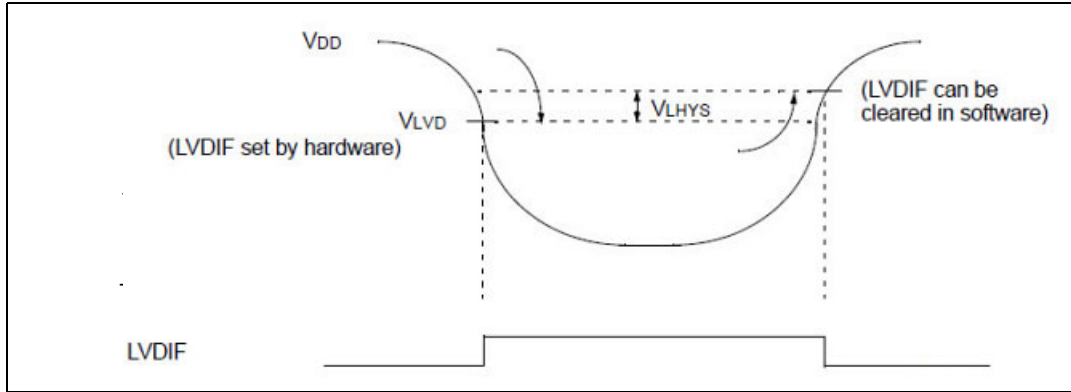 VDD
VLVD
(LVDIF set by hardware)
VLHYS
(LVDIF can be
cleared in software)
LVDIF